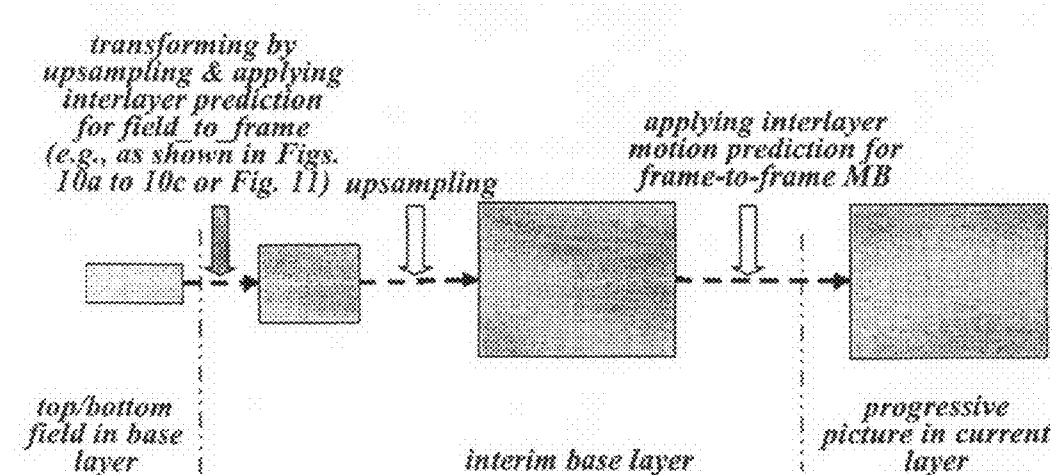 transforming by
upsampling & applying
interlayer prediction
for field_to_frame
(e.g., as shown in Figs.
10a to 10c or Fig. 11)
upsampling
applying interlayer
motion prediction for
frame-to-frame MB
top/bottom
field in base
layer
interim base layer
progressive
picture in current
layer